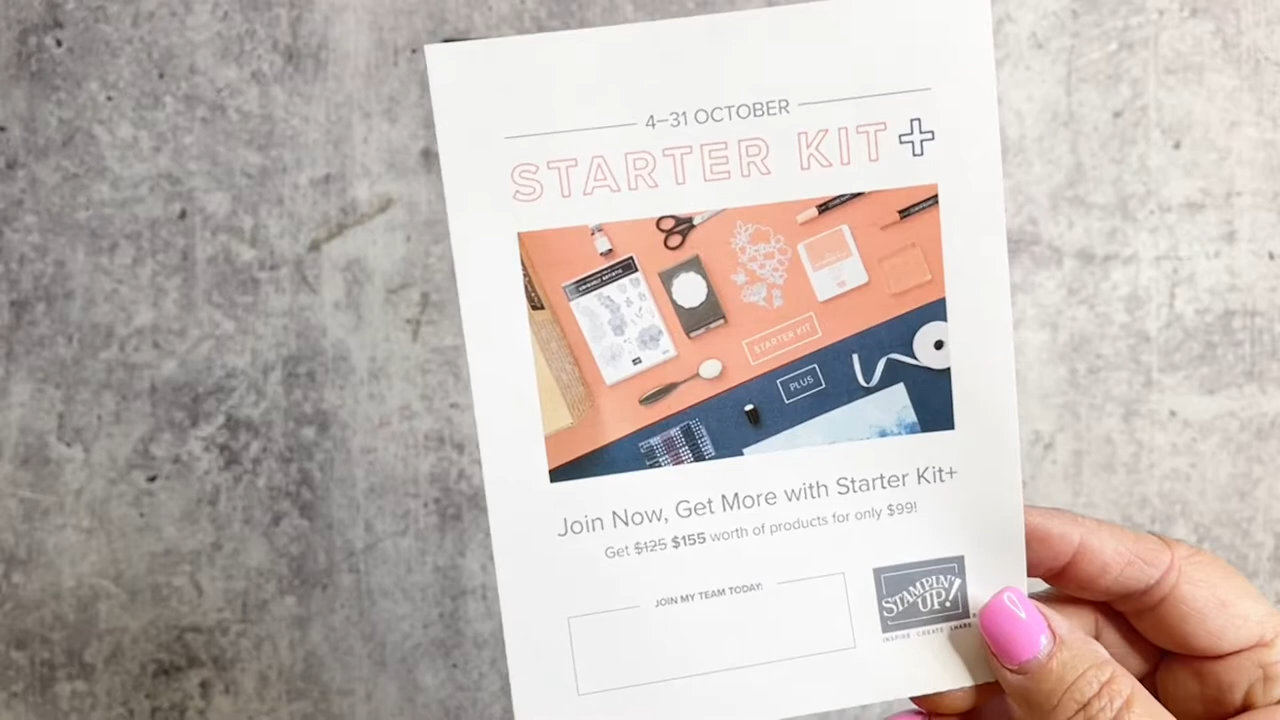 4–31 OCTOBER
STARTER KIT+
STARTER KIT
PLUS
Join Now, Get More with Starter Kit+
Get $125 $155 worth of products for only $99!
JOIN MY TEAM TODAY:
STAMPIN' UP!
INSPIRE CREATE SHARE